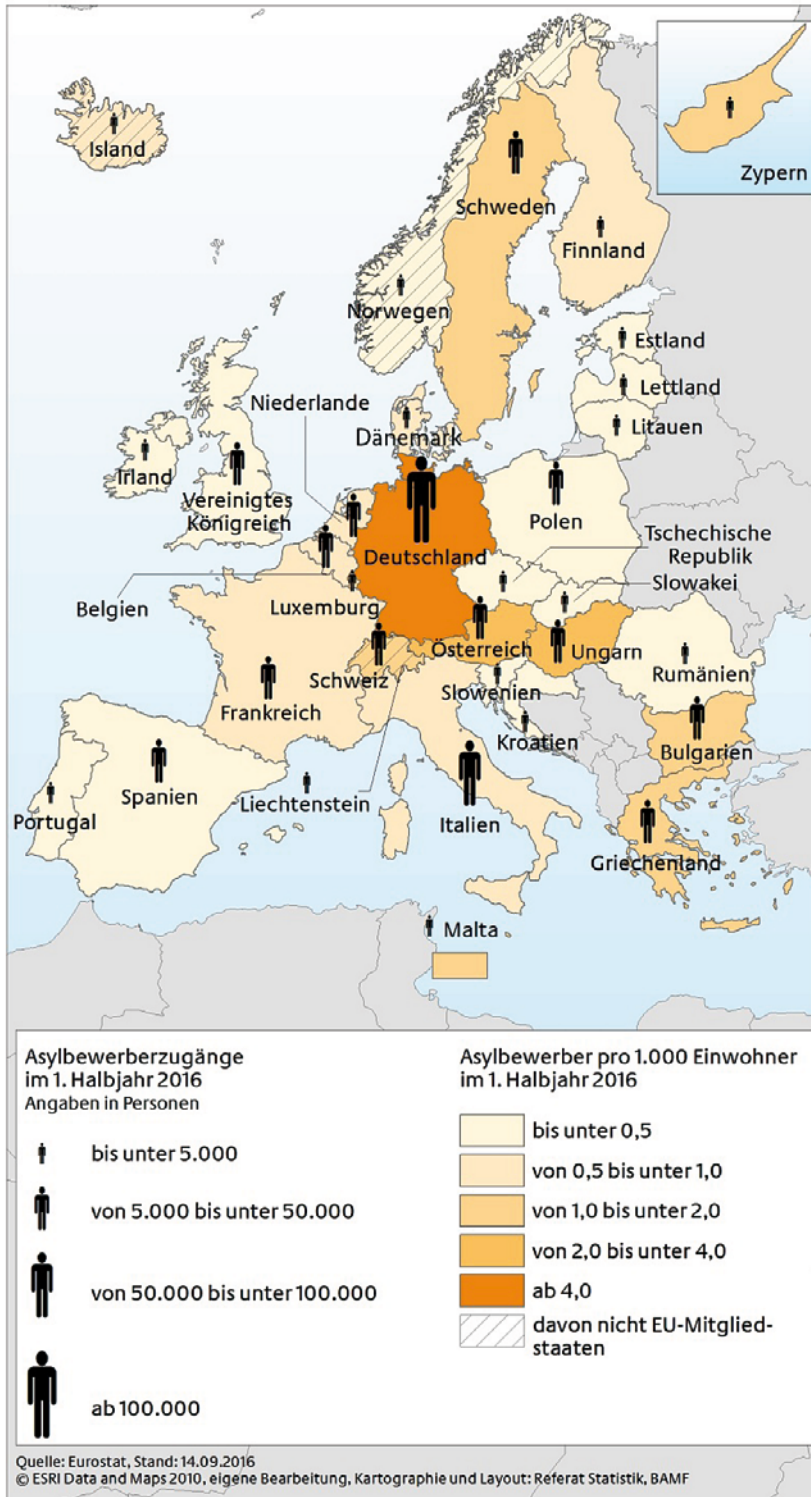 Island
Zypern
Schweden
Finnland
Norwegen
Estland
Lettland
Litauen
Niederlande
Dänemark
Irland
Vereinigtes
Königreich
Polen
Deutschland
Tschechische
Republik
Slowakei
Belgien
Luxemburg
Österreich
Ungarn
Rumänien
Schweiz
Slowenien
Frankreich
Kroatien
Bulgarien
Portugal
Spanien
Liechtenstein
Italien
Griechenland
Malta
Asylbewerberzugänge
im 1. Halbjahr 2016
Angaben in Personen
bis unter 5.000
von 5.000 bis unter 50.000
von 50.000 bis unter 100.000
ab 100.000
Asylbewerber pro 1.000 Einwohner
im 1. Halbjahr 2016
bis unter 0,5
von 0,5 bis unter 1,0
von 1,0 bis unter 2,0
von 2,0 bis unter 4,0
ab 4,0
davon nicht EU-Mitglied-
staaten
Quelle: Eurostat, Stand: 14.09.2016
© ESRI Data and Maps 2010, eigene Bearbeitung, Kartographie und Layout: Referat Statistik, BAMF